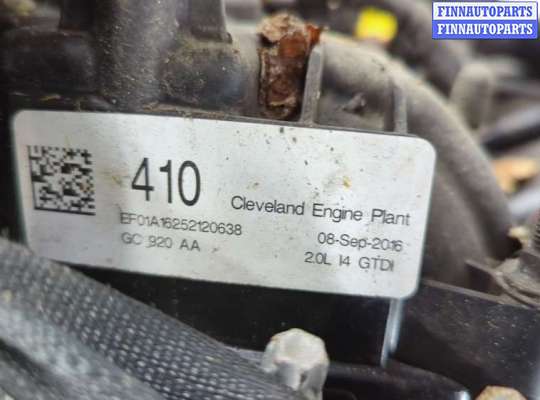 FINNAUTOPARTS
FINNAUTOPARTS
410 Cleveland Engine Plant
EF01A16252120638 08-Sep-2016
GC 920 AA 2.0L I4 GTDI